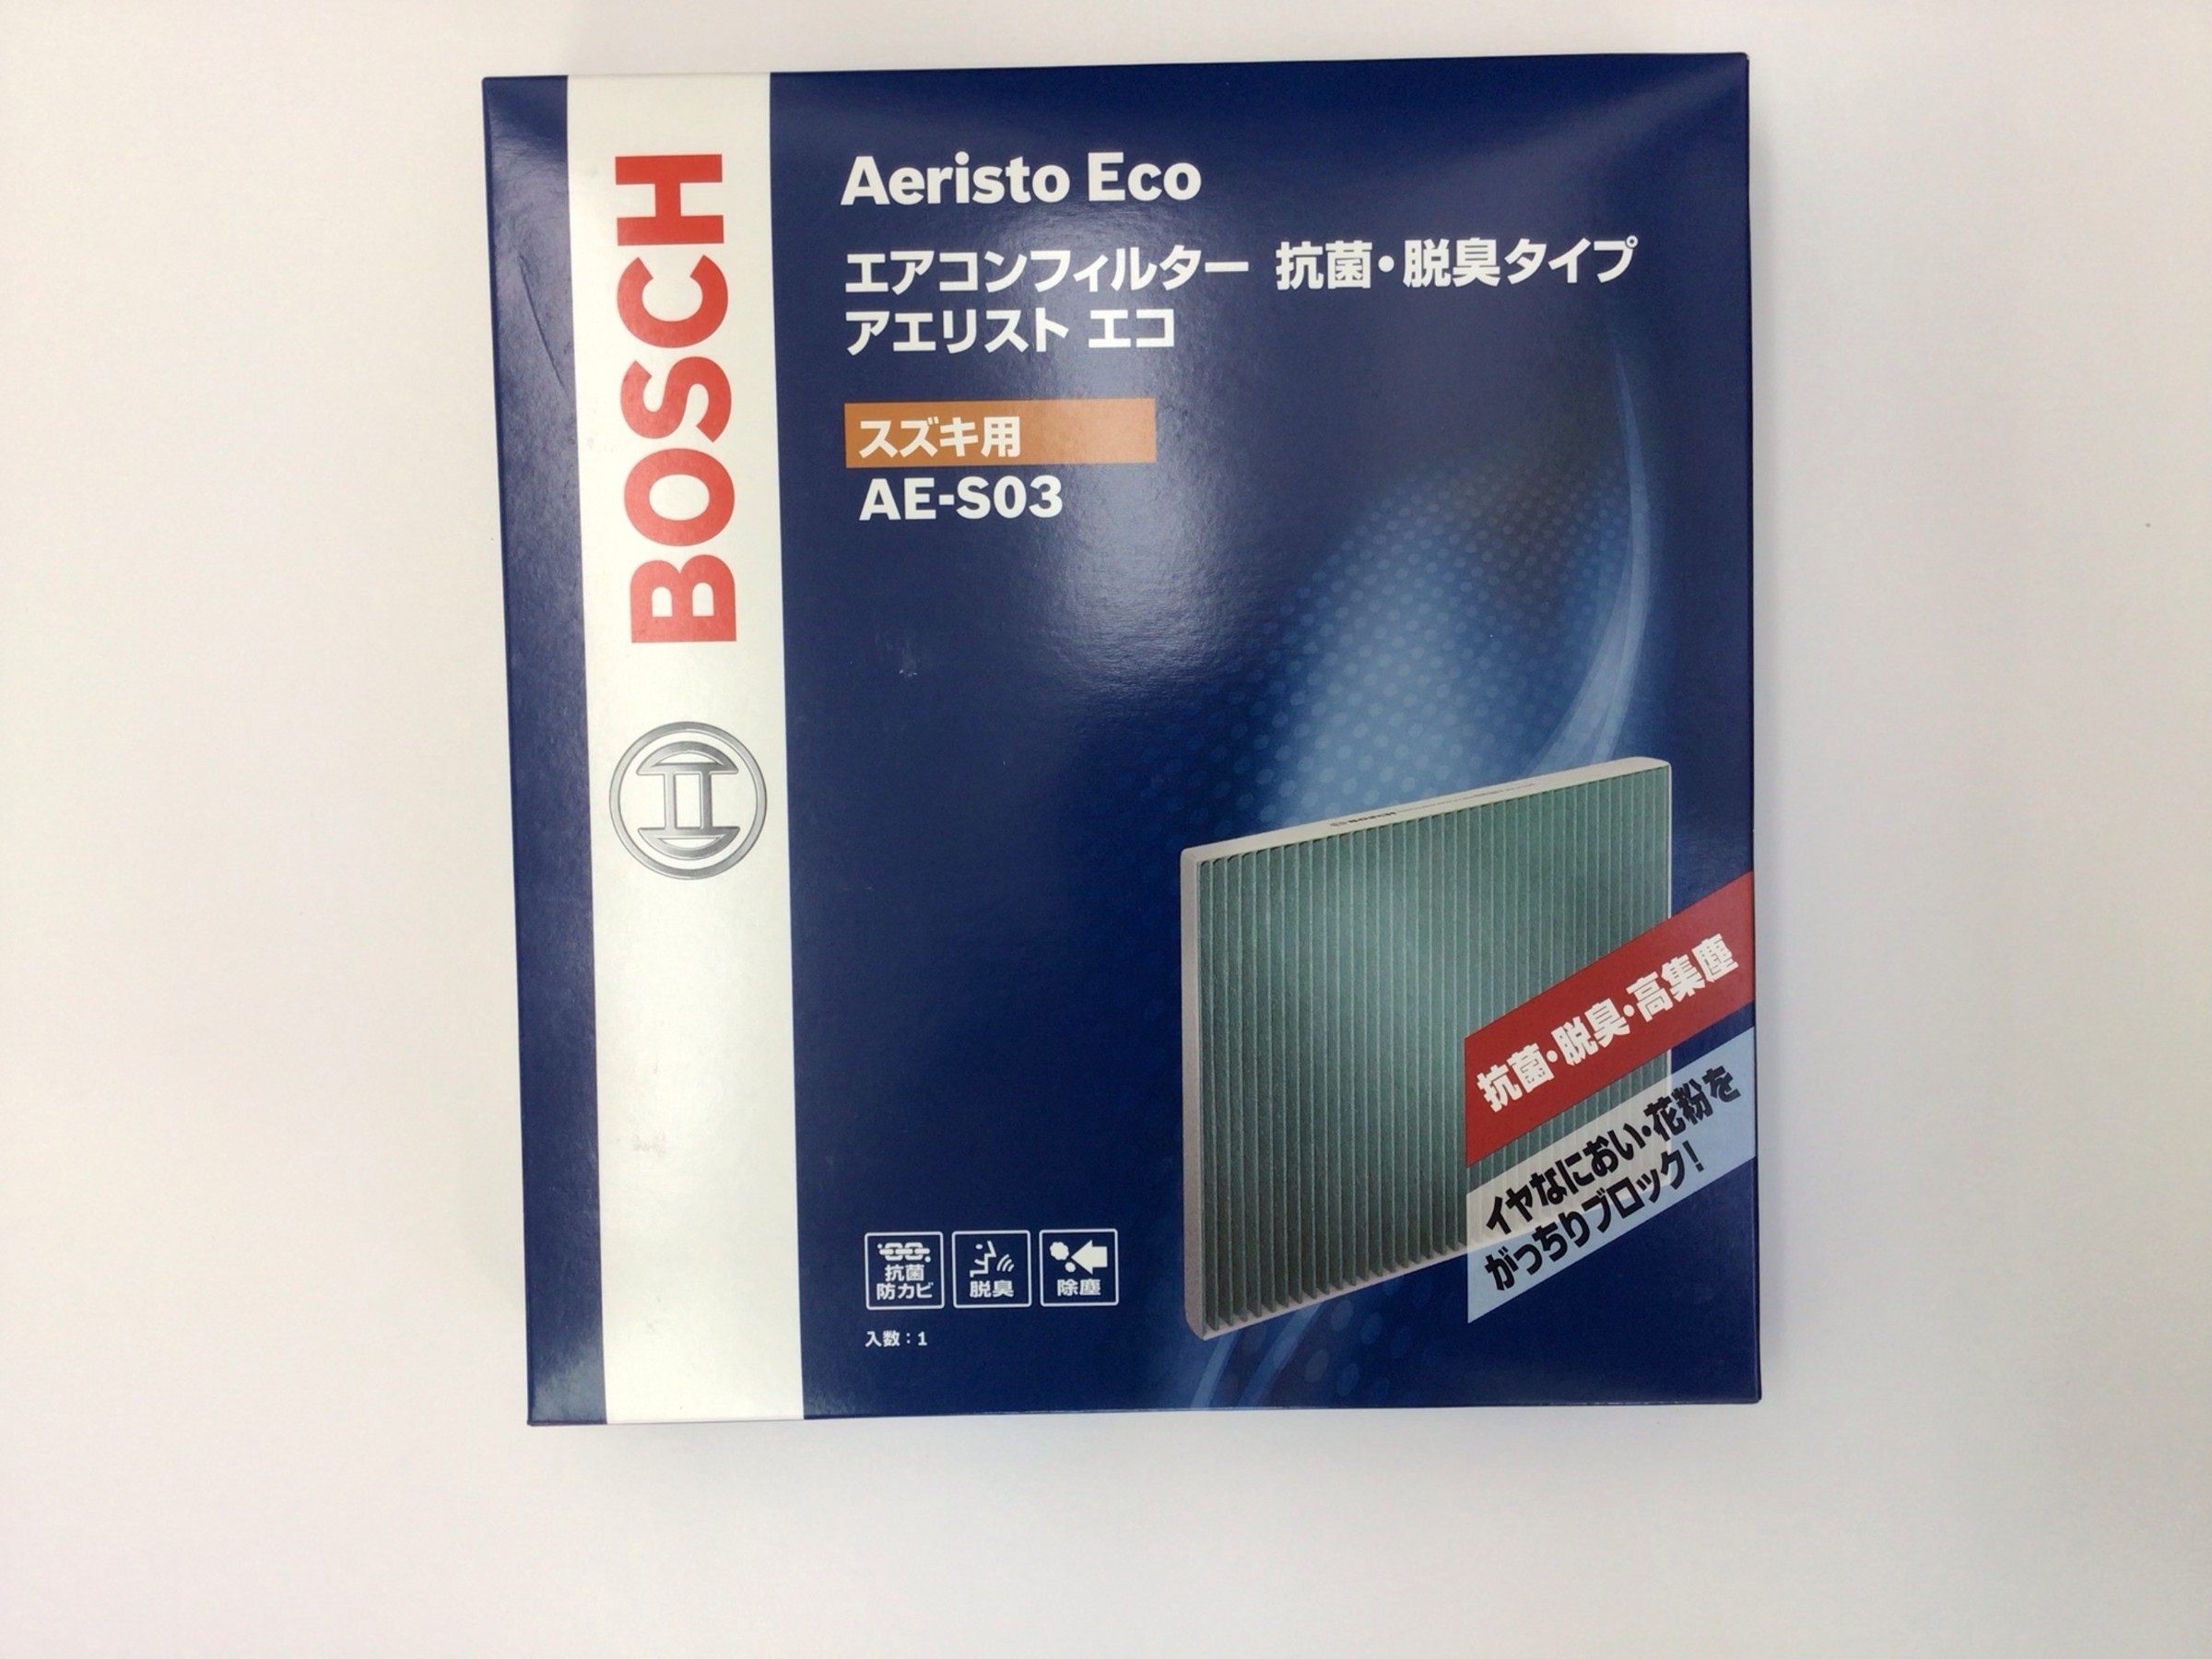 BOSCH
Aeristo Eco
エアコンフィルター 抗菌・脱臭タイプ
アエリスト エコ
スズキ用
AE-S03
抗菌・脱臭・高集塵
イヤなにおい・花粉を
がっちりブロック!
抗菌
防カビ
脱臭
除塵
入数:1